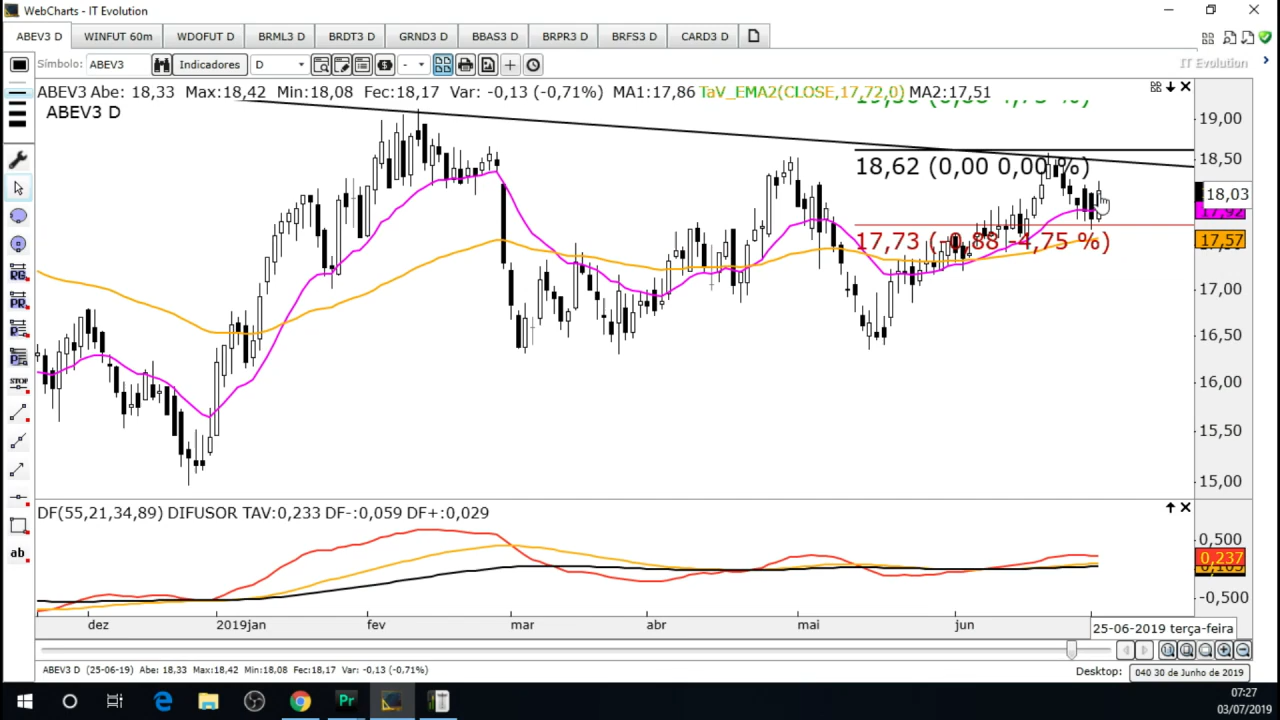 WebCharts - IT Evolution
ABEV3 D WINFUT 60m WDOFUT D BRML3 D BRDT3 D GRND3 D BBAS3 D BRPR3 D BRFS3 D CARD3 D
Símbolo: ABEV3 Indicadores D - IT Evolution
ABEV3 Abe: 18,33 Max:18,42 Min:18,08 Fec:18,17 Var: -0,13 (-0,71%) MA1:17,86 TaV_EMA2(CLOSE,17,72,0) MA2:17,51
ABEV3 D
19,00
18,50
18,62 (0,00 0,00 %)
18,03
17,92
17,73 (-0,88 -4,75 %)
17,57
17,00
16,50
16,00
15,50
15,00
RG
PR
STOP
ab
DF(55,21,34,89) DIFUSOR TAV:0,233 DF-:0,059 DF+:0,029
0,500
0,237
-0,500
dez 2019jan fev mar abr mai jun 25-06-2019 terça-feira
ABEV3 D (25-06-19) Abe: 18,33 Max:18,42 Min:18,08 Fec:18,17 Var: -0,13 (-0,71%) Desktop: 040 30 de Junho de 2019
Pr
07:27
03/07/2019